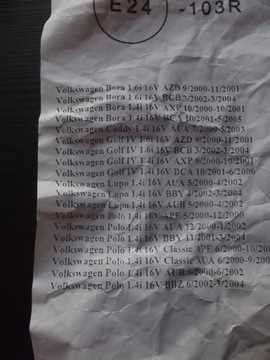 E24 -103R
Volkswagen Bora 1.6i 16V AZD 9/2000-11/2001
Volkswagen Bora 1.6i 16V BCB 3/2002-3/2004
Volkswagen Bora 1.4i 16V AXP 10/2000-10/2001
Volkswagen Bora 1.4i 16V BCA 10/2001-5/2005
Volkswagen Caddy 1.4i 16V AUA 7/2000-5/2003
Volkswagen Golf IV 1.6i 16V AZD 9/2000-11/2001
Volkswagen Golf IV 1.6i 16V BCB 3/2002-3/2004
Volkswagen Golf IV 1.4i 16V AXP 9/2000-10/2001
Volkswagen Golf IV 1.4i 16V BCA 10/2001-6/2006
Volkswagen Lupo 1.4i 16V AUA 5/2000-4/2002
Volkswagen Lupo 1.4i 16V BBY 4/2002-3/2004
Volkswagen Lupo 1.4i 16V AUB 5/2000-4/2002
Volkswagen Polo 1.4i 16V APE 5/2000-12/2000
Volkswagen Polo 1.4i 16V AUA 12/2000-1/2002
Volkswagen Polo 1.4i 16V BBY 11/2001-3/2004
Volkswagen Polo 1.4i 16V Classic APE 6/2000-10/200
Volkswagen Polo 1.4i 16V Classic AUA 6/2000-9/200
Volkswagen Polo 1.4i 16V AUB 5/2000-6/2002
Volkswagen Polo 1.4i 16V BBZ 6/2002-3/2004